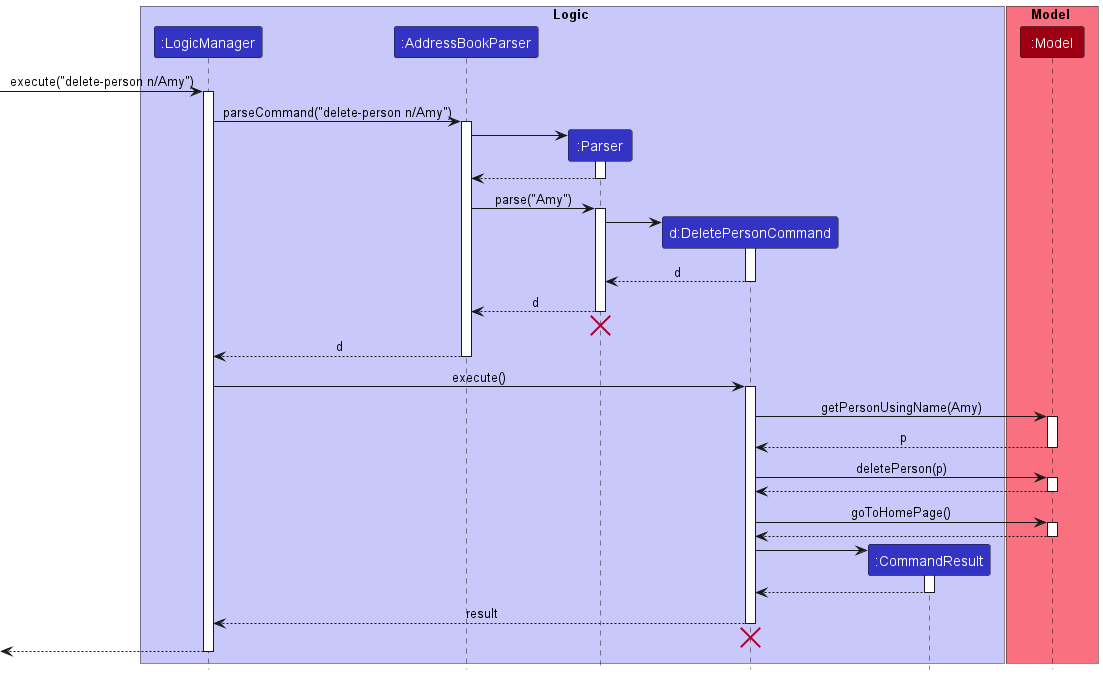 Logic
Model
:LogicManager
:AddressBookParser
:Model
execute("delete-person n/Amy")
parseCommand("delete-person n/Amy")
:Parser
parse("Amy")
d:DeletePersonCommand
d
d
d
execute()
getPersonUsingName(Amy)
p
deletePerson(p)
goToHomePage()
:CommandResult
result